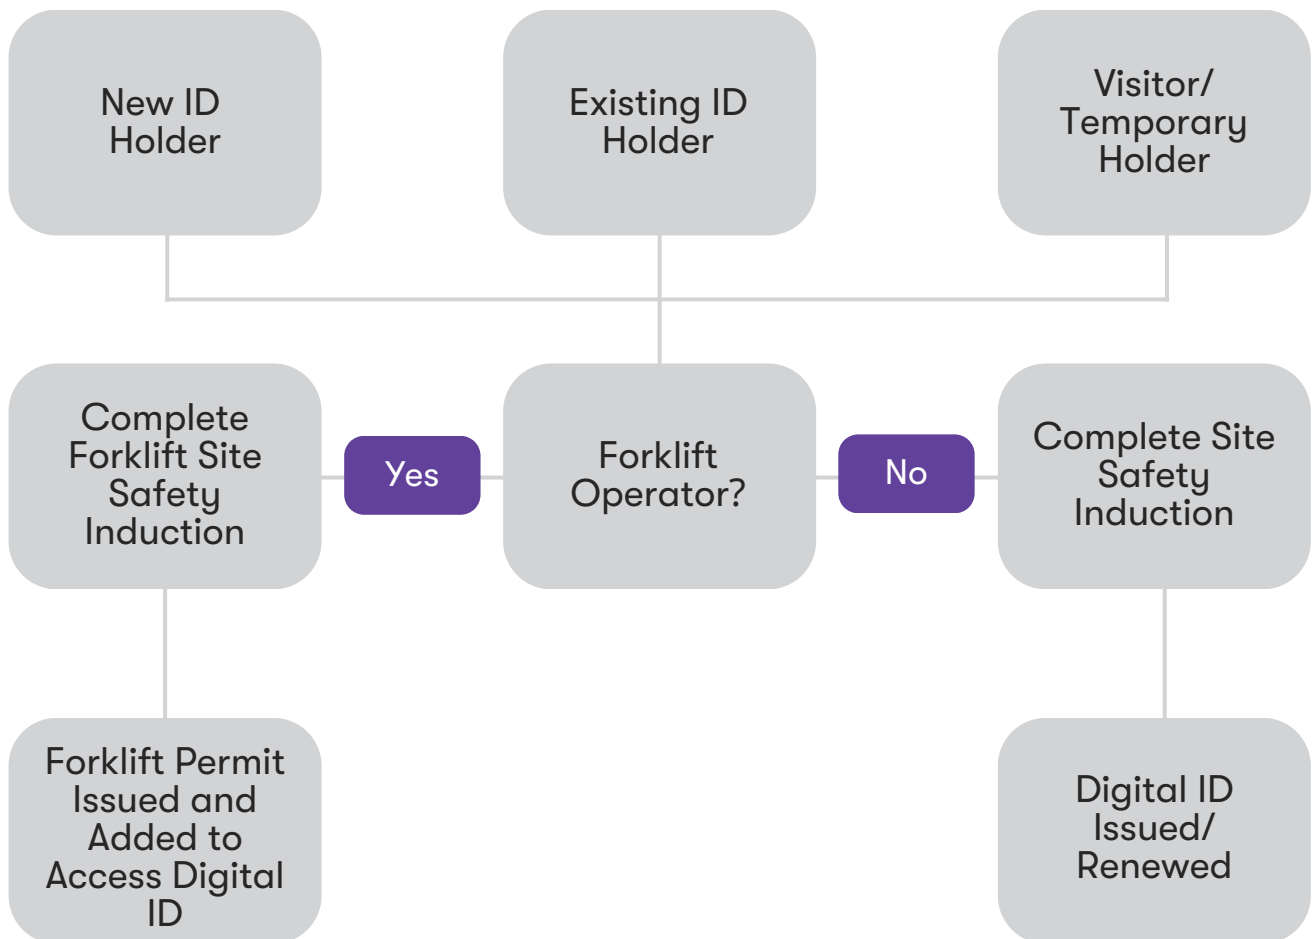 New ID
Holder
Existing ID
Holder
Visitor/
Temporary
Holder
Complete
Forklift Site
Safety
Induction
Yes
Forklift
Operator?
No
Complete Site
Safety
Induction
Forklift Permit
Issued and
Added to
Access Digital
ID
Digital ID
Issued/
Renewed